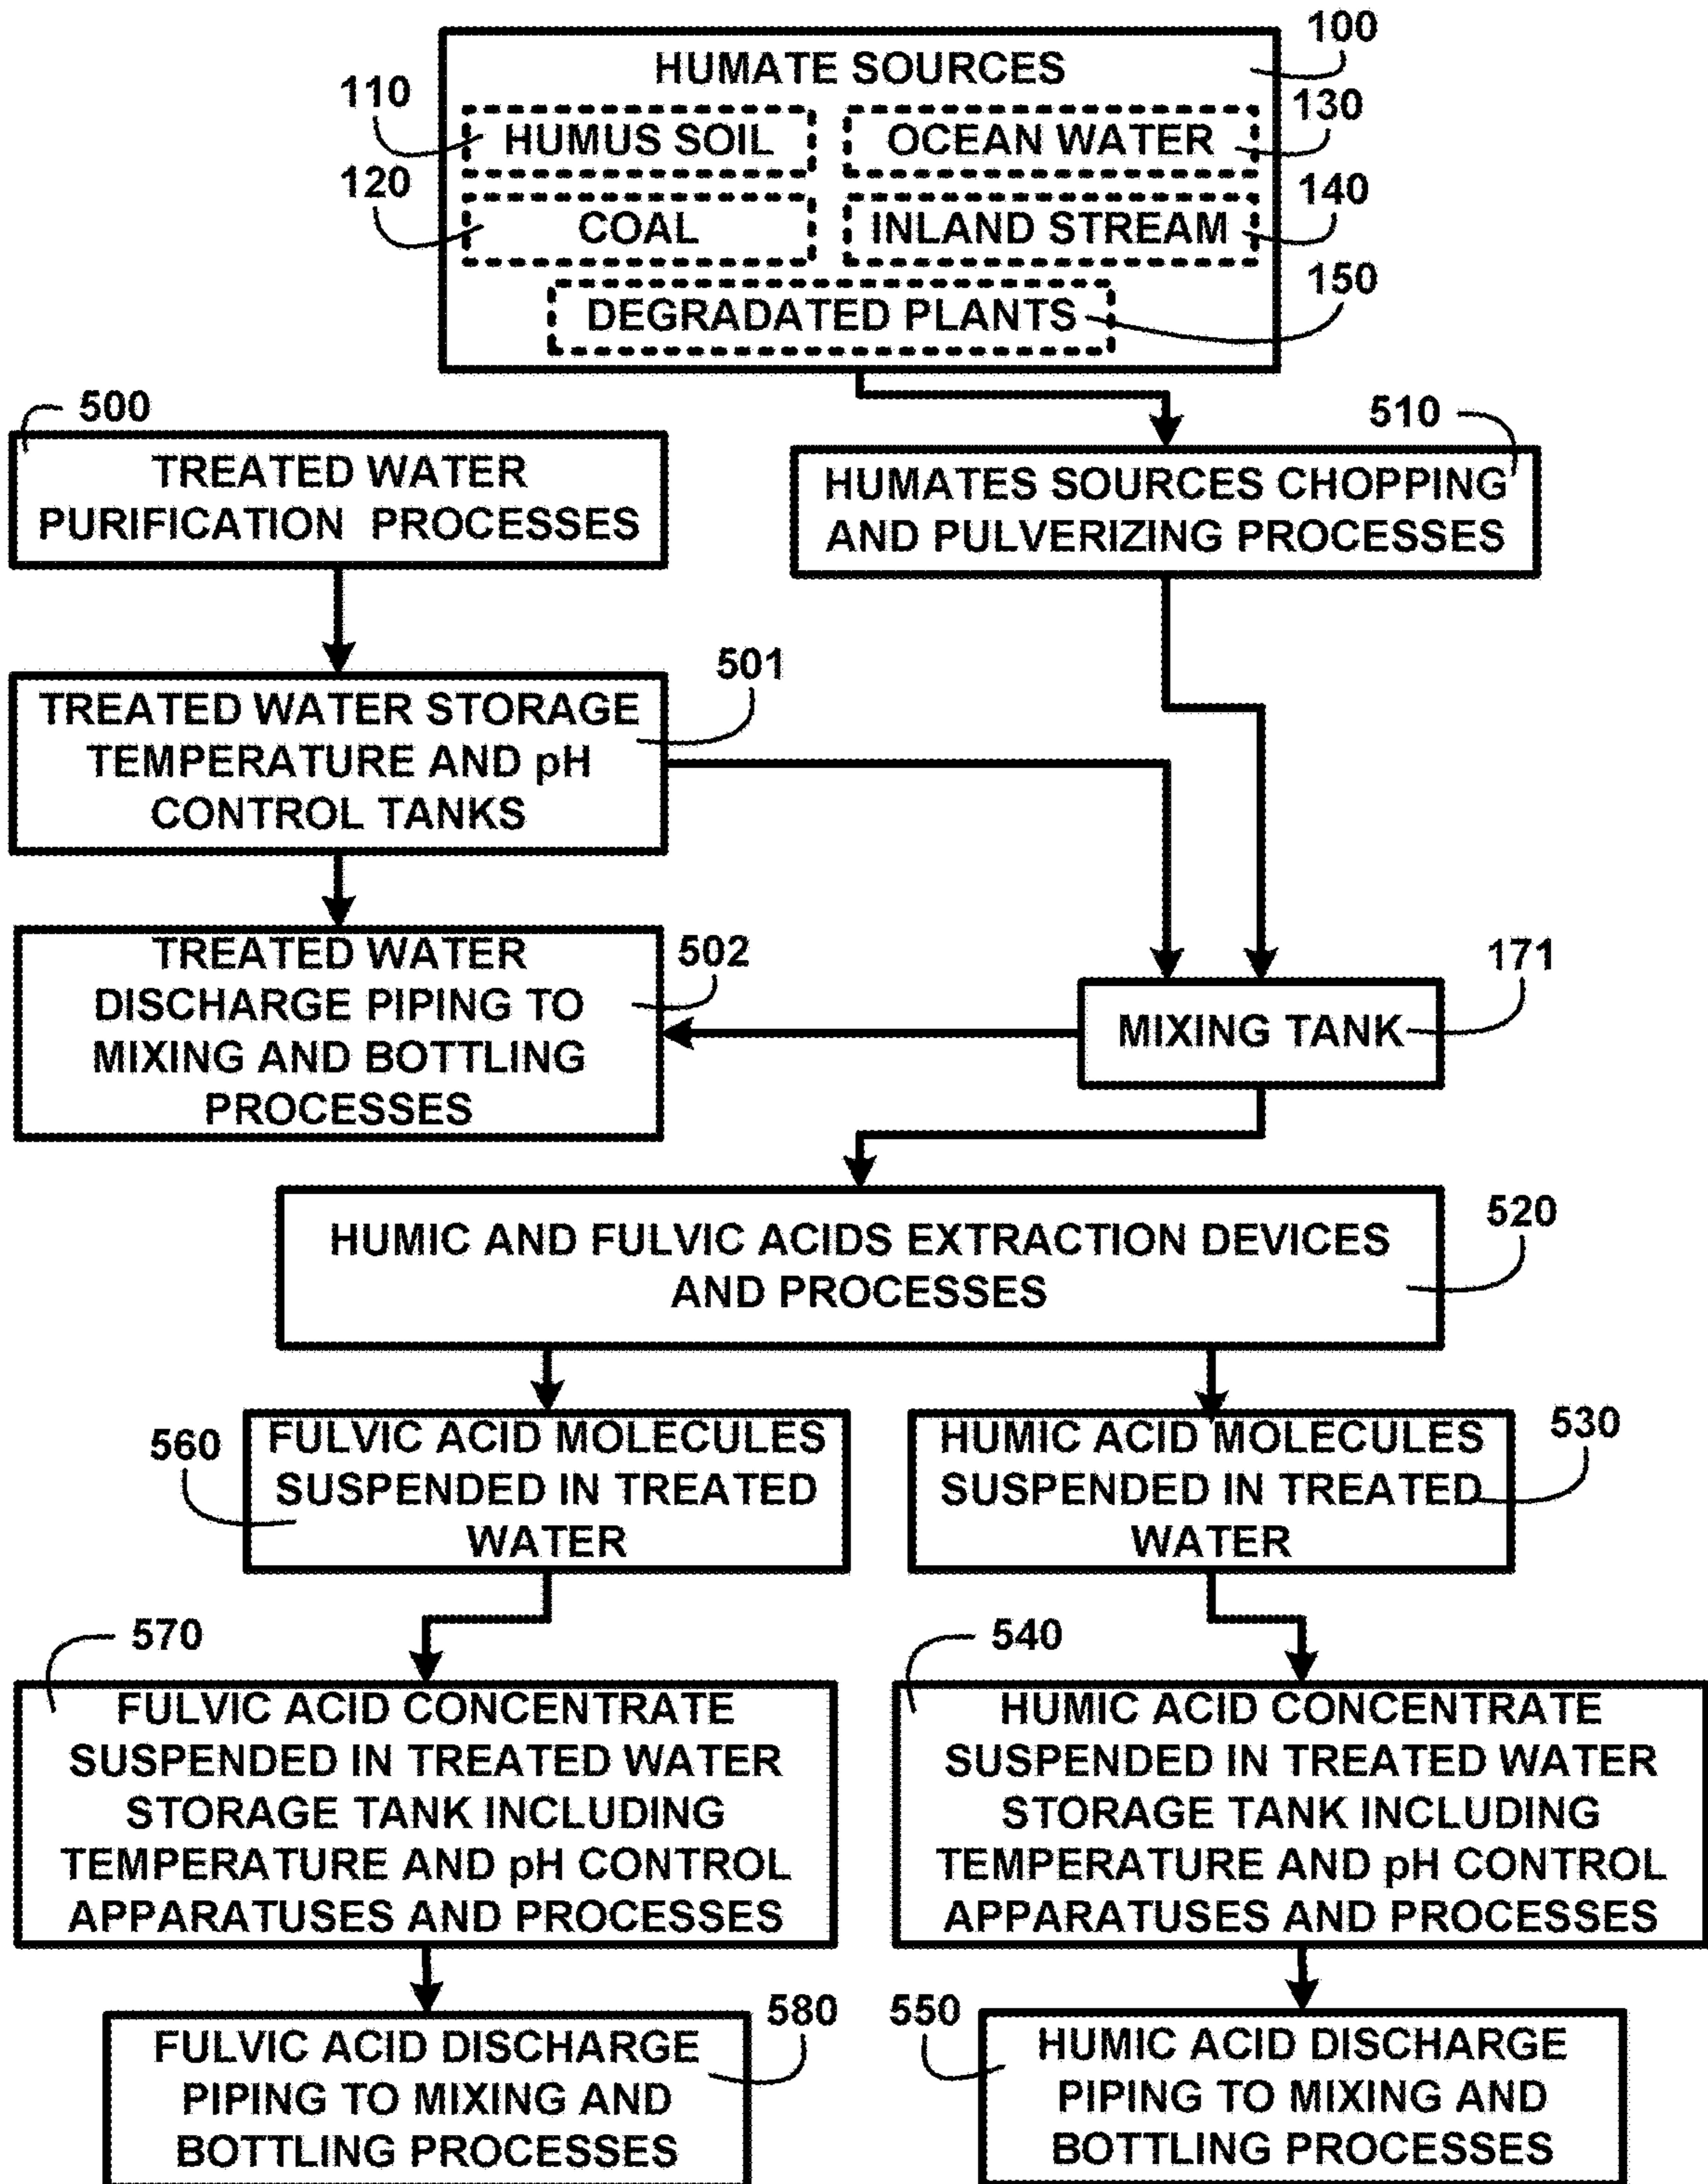 100
HUMATE SOURCES
110
130
HUMUS SOIL
OCEAN WATER
120
140
COAL
INLAND STREAM
150
DEGRADATED PLANTS
500
510
TREATED WATER
PURIFICATION PROCESSES
HUMATES SOURCES CHOPPING
AND PULVERIZING PROCESSES
501
TREATED WATER STORAGE
TEMPERATURE AND pH
CONTROL TANKS
502
TREATED WATER
DISCHARGE PIPING TO
MIXING AND BOTTLING
PROCESSES
171
MIXING TANK
520
HUMIC AND FULVIC ACIDS EXTRACTION DEVICES
AND PROCESSES
560
FULVIC ACID MOLECULES
SUSPENDED IN TREATED
WATER
530
HUMIC ACID MOLECULES
SUSPENDED IN TREATED
WATER
570
FULVIC ACID CONCENTRATE
SUSPENDED IN TREATED WATER
STORAGE TANK INCLUDING
TEMPERATURE AND pH CONTROL
APPARATUSES AND PROCESSES
540
HUMIC ACID CONCENTRATE
SUSPENDED IN TREATED WATER
STORAGE TANK INCLUDING
TEMPERATURE AND pH CONTROL
APPARATUSES AND PROCESSES
580
FULVIC ACID DISCHARGE
PIPING TO MIXING AND
BOTTLING PROCESSES
550
HUMIC ACID DISCHARGE
PIPING TO MIXING AND
BOTTLING PROCESSES